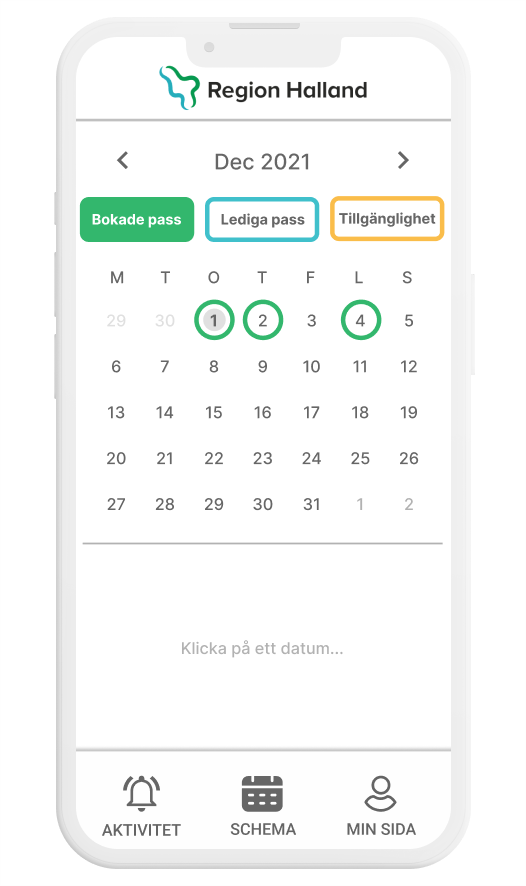 Region Halland
Dec 2021
Bokade pass Lediga pass Tillgänglighet
M T O T F L S
29 30 1 2 3 4 5
6 7 8 9 10 11 12
13 14 15 16 17 18 19
20 21 22 23 24 25 26
27 28 29 30 31 1 2
Klicka på ett datum...
AKTIVITET SCHEMA MIN SIDA